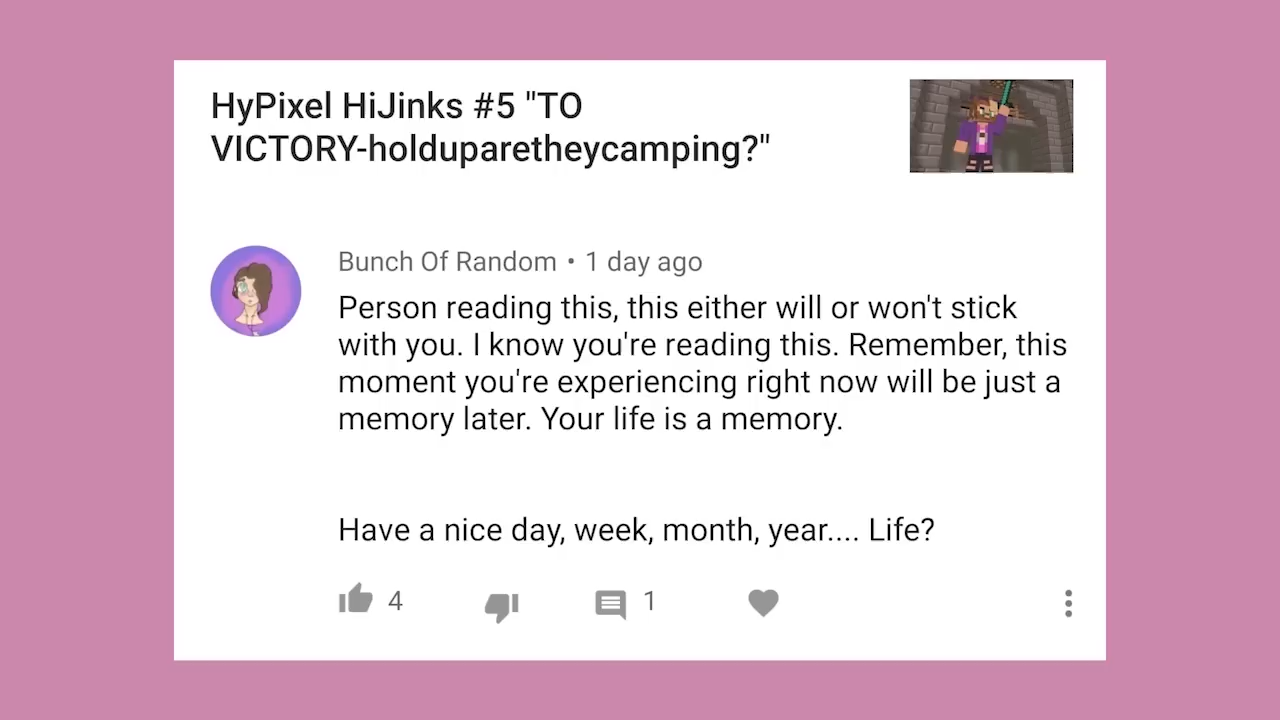 HyPixel HiJinks #5 "TO
VICTORY-holduparetheycamping?"
Bunch Of Random • 1 day ago
Person reading this, this either will or won't stick
with you. I know you're reading this. Remember, this
moment you're experiencing right now will be just a
memory later. Your life is a memory.
Have a nice day, week, month, year.... Life?
4
1